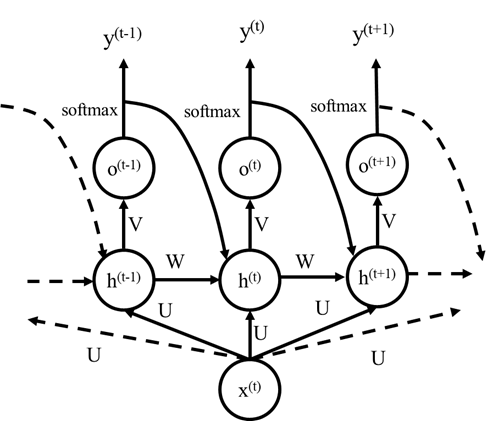 y(t-1) y(t) y(t+1)
softmax softmax softmax
o(t-1) o(t) o(t+1)
V V V
W W
h(t-1) h(t) h(t+1)
U U
U
U U
x(t)